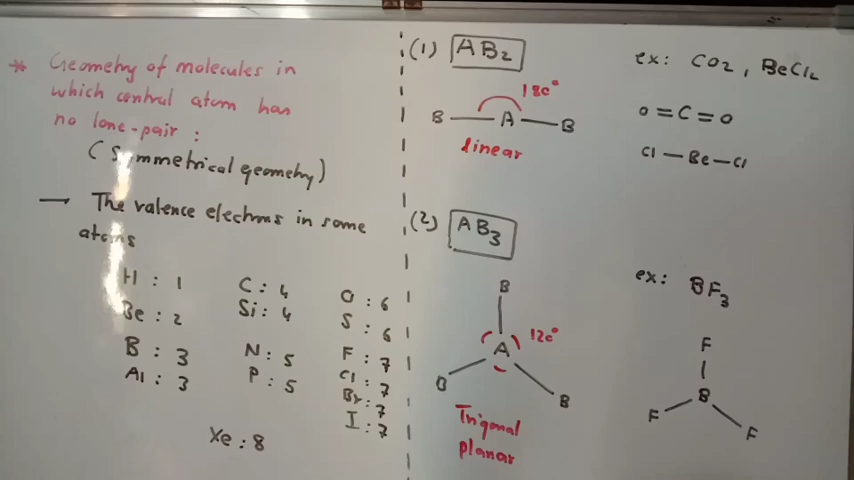 * Geometry of molecules in
which central atom has
no lone-pair :
(Symmetrical geometry)
→ The valence electrons in some
atoms
H : 1
Be : 2
B : 3
Al : 3
C : 4
Si : 4
N : 5
P : 5
O : 6
S : 6
F : 7
Cl : 7
Br : 7
I : 7
Xe : 8
(1) AB2
180°
B — A — B
linear
ex: CO2, BeCl2
O = C = O
Cl — Be — Cl
(2) AB3
B
A 120°
B
B
Trigonal
planar
ex: BF3
F
B
F
F